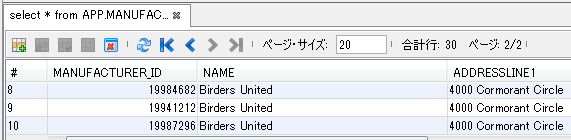 select * from APP.MANUFAC...
ページ・サイズ: 20 合計行: 30 ページ: 2/2
# MANUFACTURER_ID NAME ADDRESSLINE1
8 19984682 Birders United 4000 Cormorant Circle
9 19941212 Birders United 4000 Cormorant Circle
10 19987296 Birders United 4000 Cormorant Circle